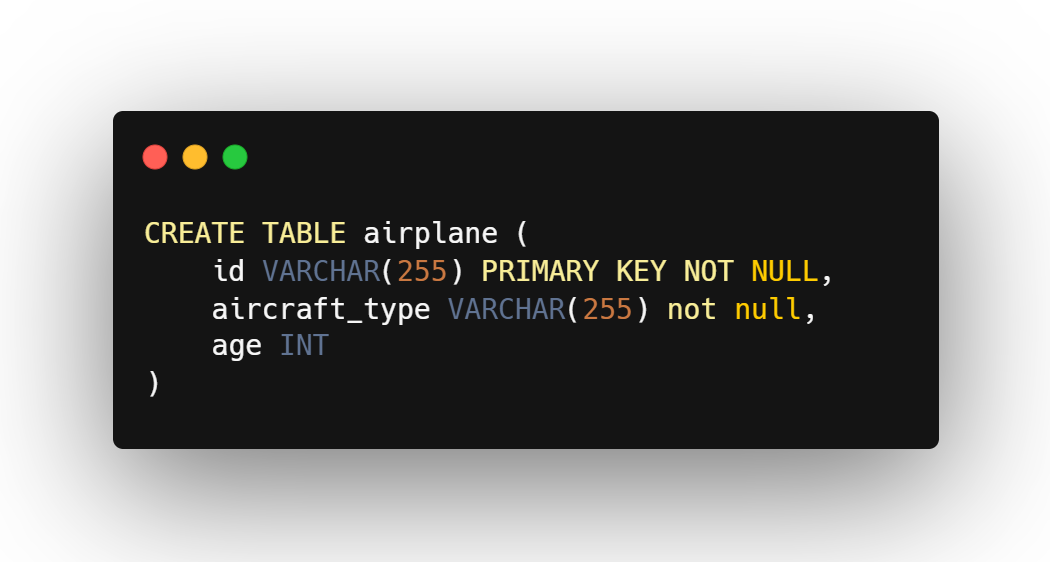 CREATE TABLE airplane (
    id VARCHAR(255) PRIMARY KEY NOT NULL,
    aircraft_type VARCHAR(255) not null,
    age INT
)